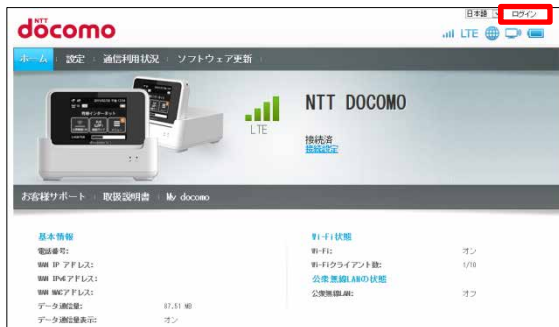 日本語 ログイン
NTT
döcomo
LTE
ホーム 設定 通信利用状況 ソフトウェア更新
LTE
NTT DOCOMO
接続済
接続設定
お客様サポート 取扱説明書 My docomo
基本情報
電話番号:
WAN IP アドレス:
WAN IPv6アドレス:
WAN MACアドレス:
データ通信量: 87.51 MB
データ通信量表示: オン
Wi-Fi状態
Wi-Fi: オン
Wi-Fiクライアント数: 1/10
公衆無線LANの状態
公衆無線LAN: オフ